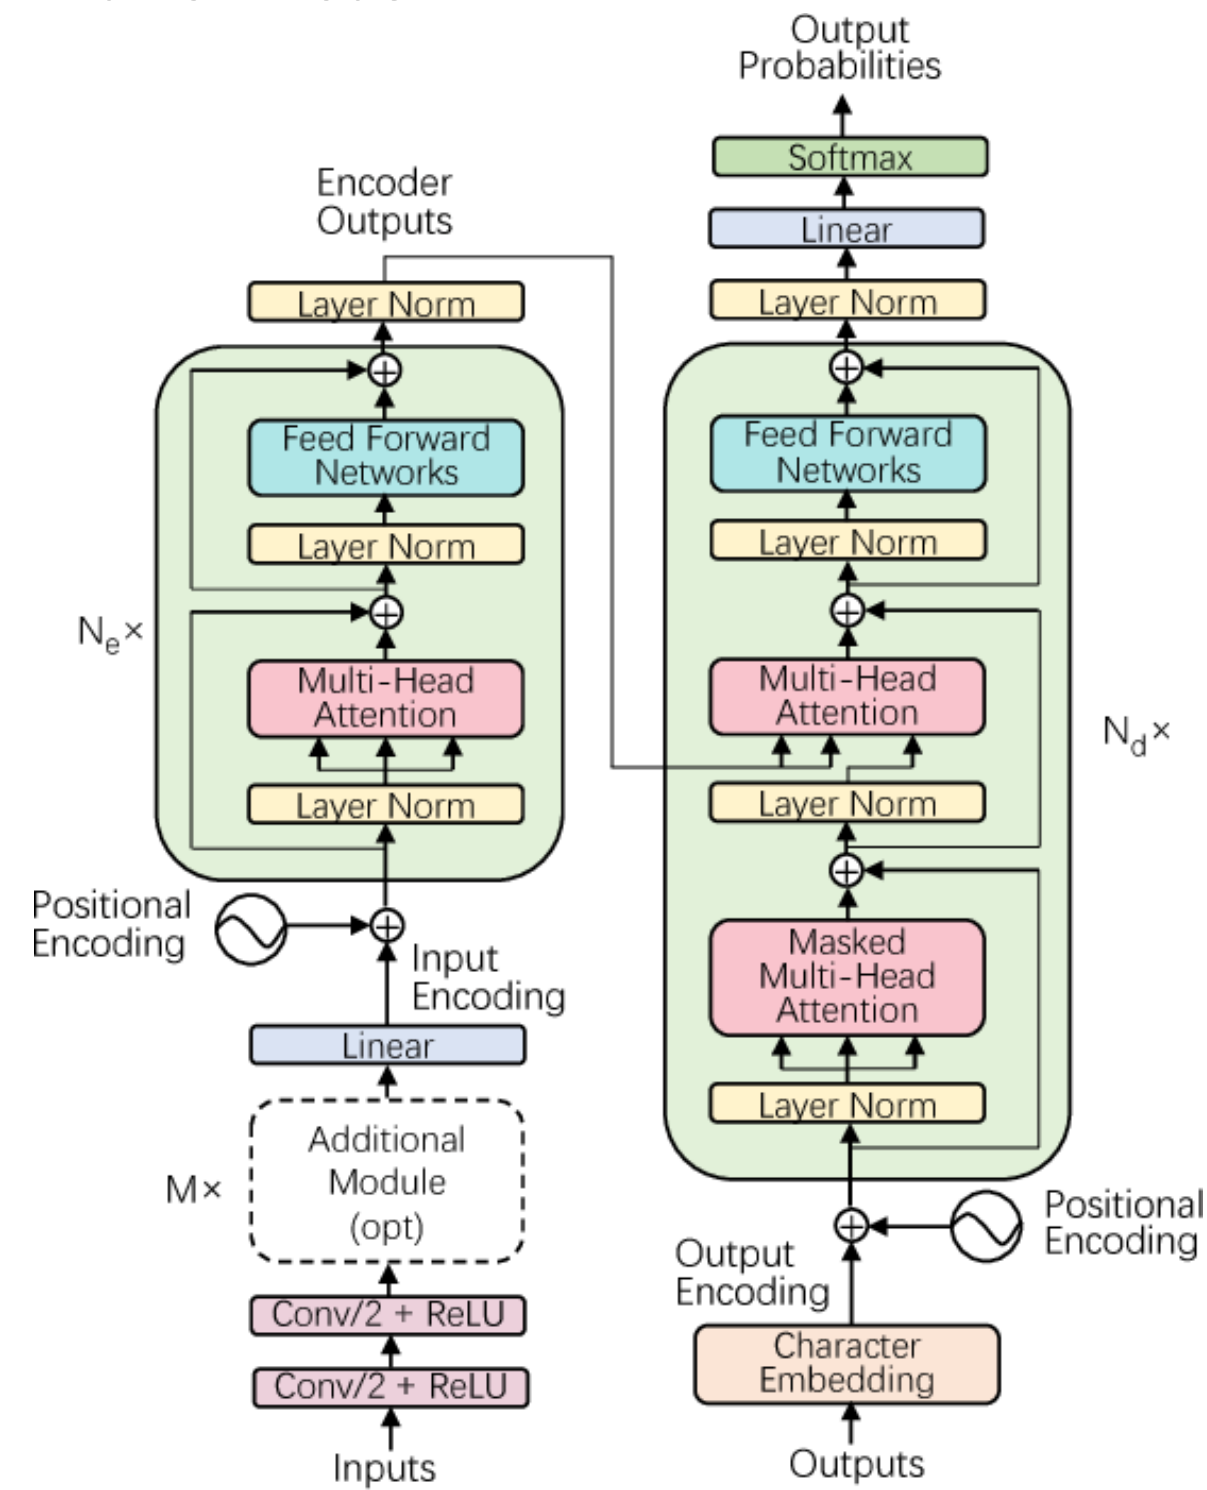 Output
Probabilities
Softmax
Linear
Layer Norm
Feed Forward
Networks
Layer Norm
Multi-Head
Attention
Layer Norm
Masked
Multi-Head
Attention
Layer Norm
N_d×
Positional
Encoding
Output
Encoding
Character
Embedding
Outputs
Encoder
Outputs
Layer Norm
Feed Forward
Networks
Layer Norm
Multi-Head
Attention
Layer Norm
N_e×
Positional
Encoding
Input
Encoding
Linear
Additional
Module
(opt)
M×
Conv/2 + ReLU
Conv/2 + ReLU
Inputs